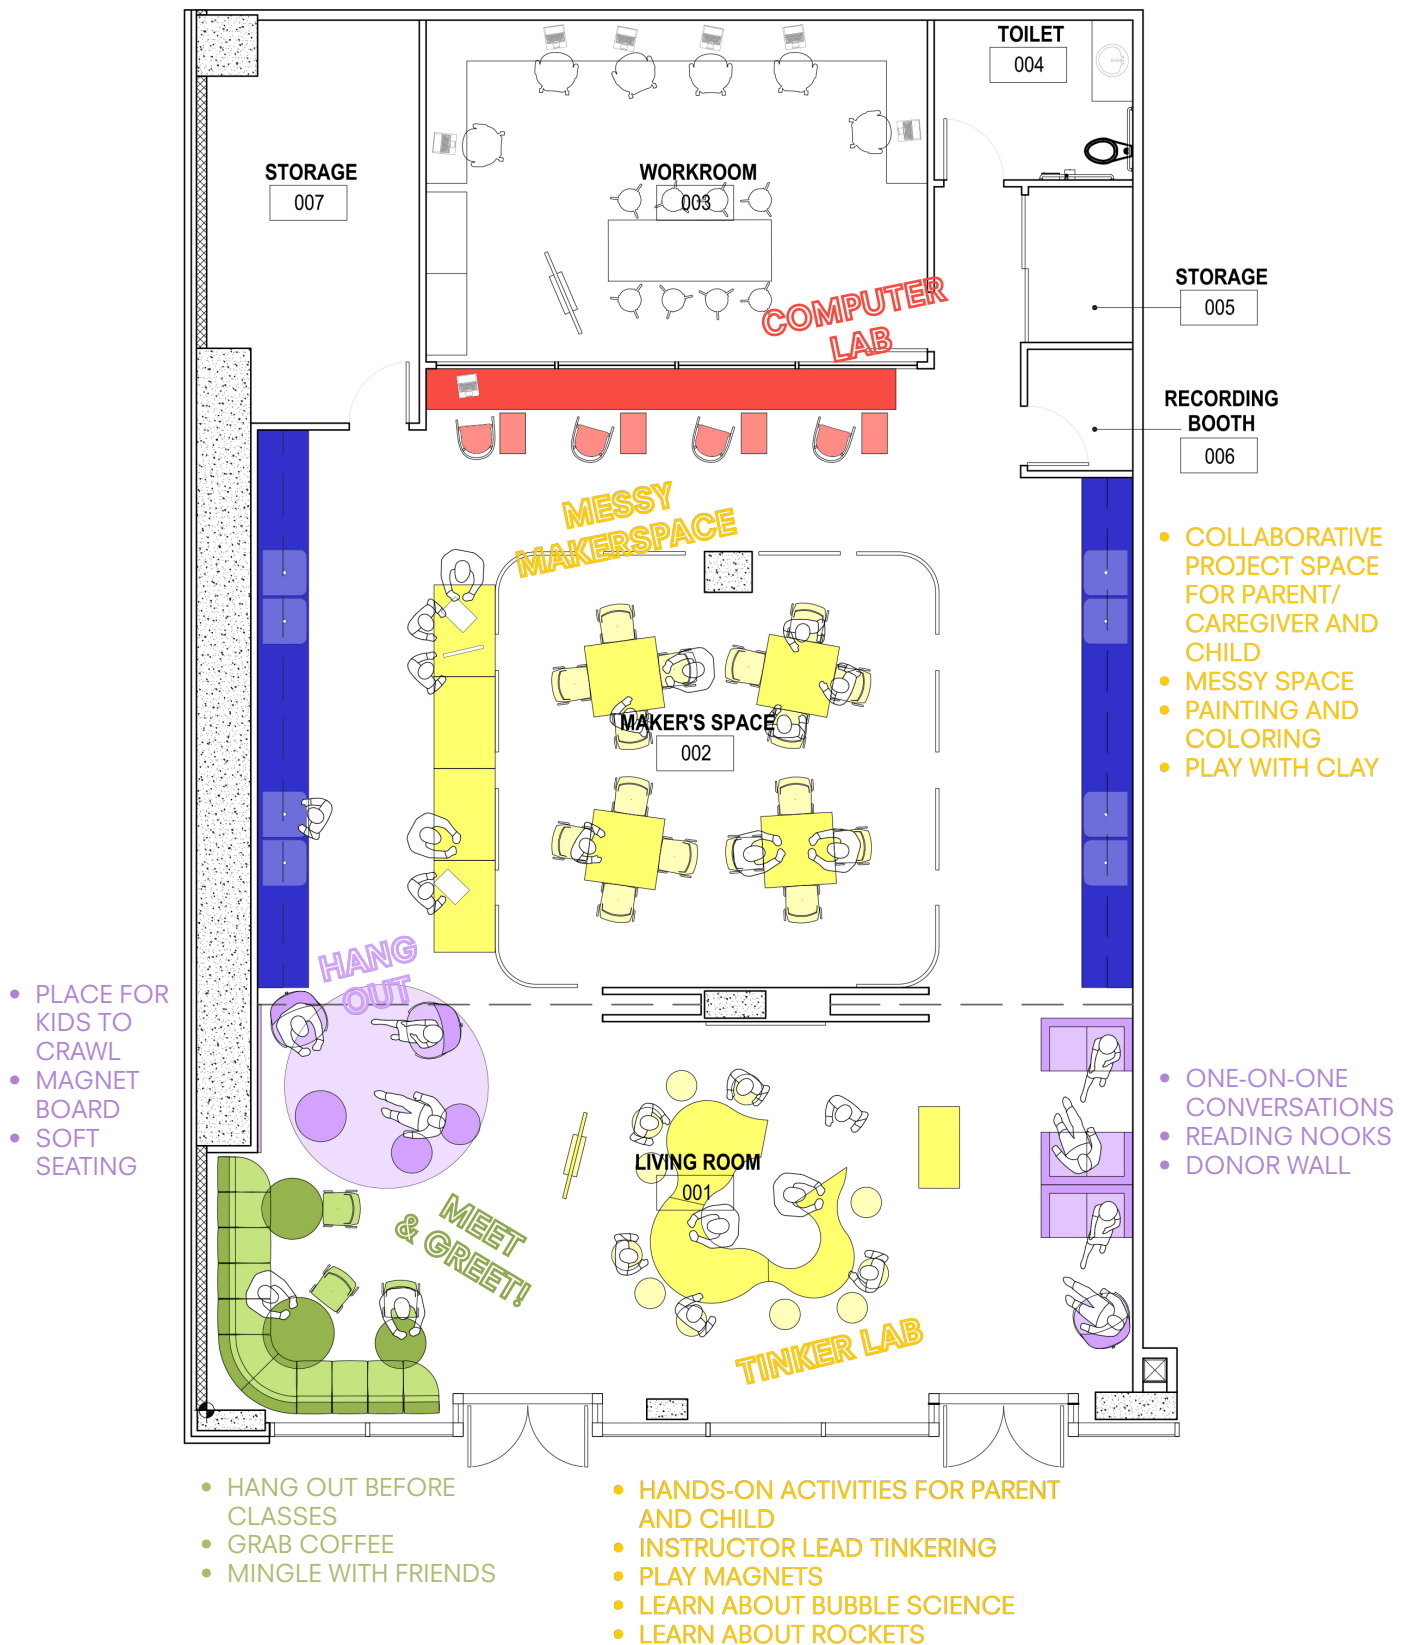 TOILET
004
STORAGE
007
WORKROOM
003
STORAGE
005
COMPUTER
LAB
RECORDING
BOOTH
006
MESSY
MAKERSPACE
• COLLABORATIVE
PROJECT SPACE
FOR PARENT/
CAREGIVER AND
CHILD
• MESSY SPACE
• PAINTING AND
COLORING
• PLAY WITH CLAY
MAKER'S SPACE
002
HANG
OUT
• PLACE FOR
KIDS TO
CRAWL
• MAGNET
BOARD
• SOFT
SEATING
• ONE-ON-ONE
CONVERSATIONS
• READING NOOKS
• DONOR WALL
LIVING ROOM
001
MEET
& GREET!
TINKER LAB
• HANG OUT BEFORE
CLASSES
• GRAB COFFEE
• MINGLE WITH FRIENDS
• HANDS-ON ACTIVITIES FOR PARENT
AND CHILD
• INSTRUCTOR LEAD TINKERING
• PLAY MAGNETS
• LEARN ABOUT BUBBLE SCIENCE
• LEARN ABOUT ROCKETS